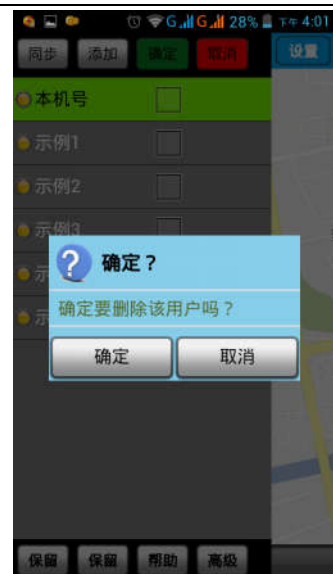 G G 28% 下午 4:01
同步 添加 确定 取消 设置
本机号
示例1
示例2
示例3
确定？
示
确定要删除该用户吗？
示
确定 取消
保留 保留 帮助 高级